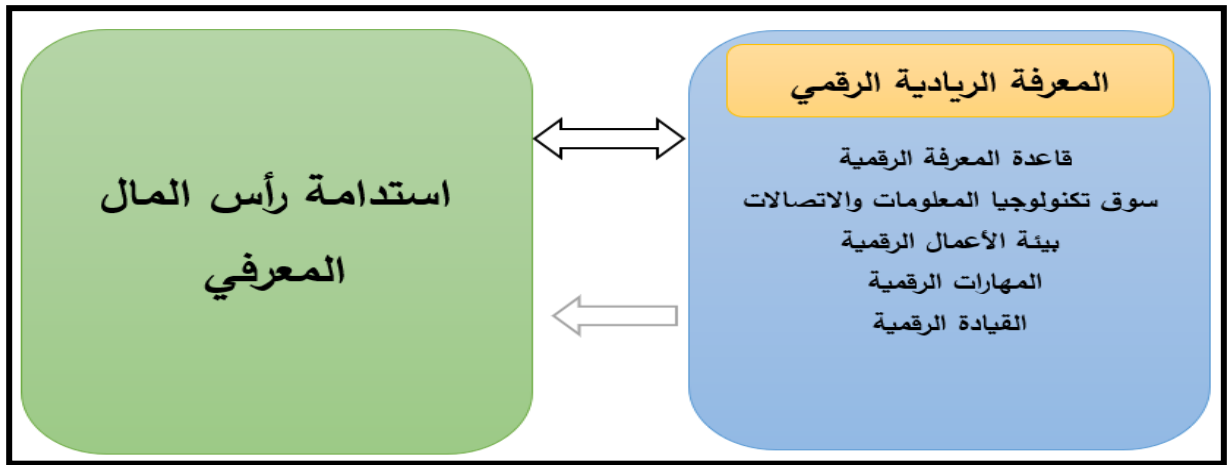 المعرفة الريادية الرقمي
قاعدة المعرفة الرقمية
سوق تكنولوجيا المعلومات والاتصالات
بيئة الأعمال الرقمية
المهارات الرقمية
القيادة الرقمية
استدامة رأس المال
المعرفي